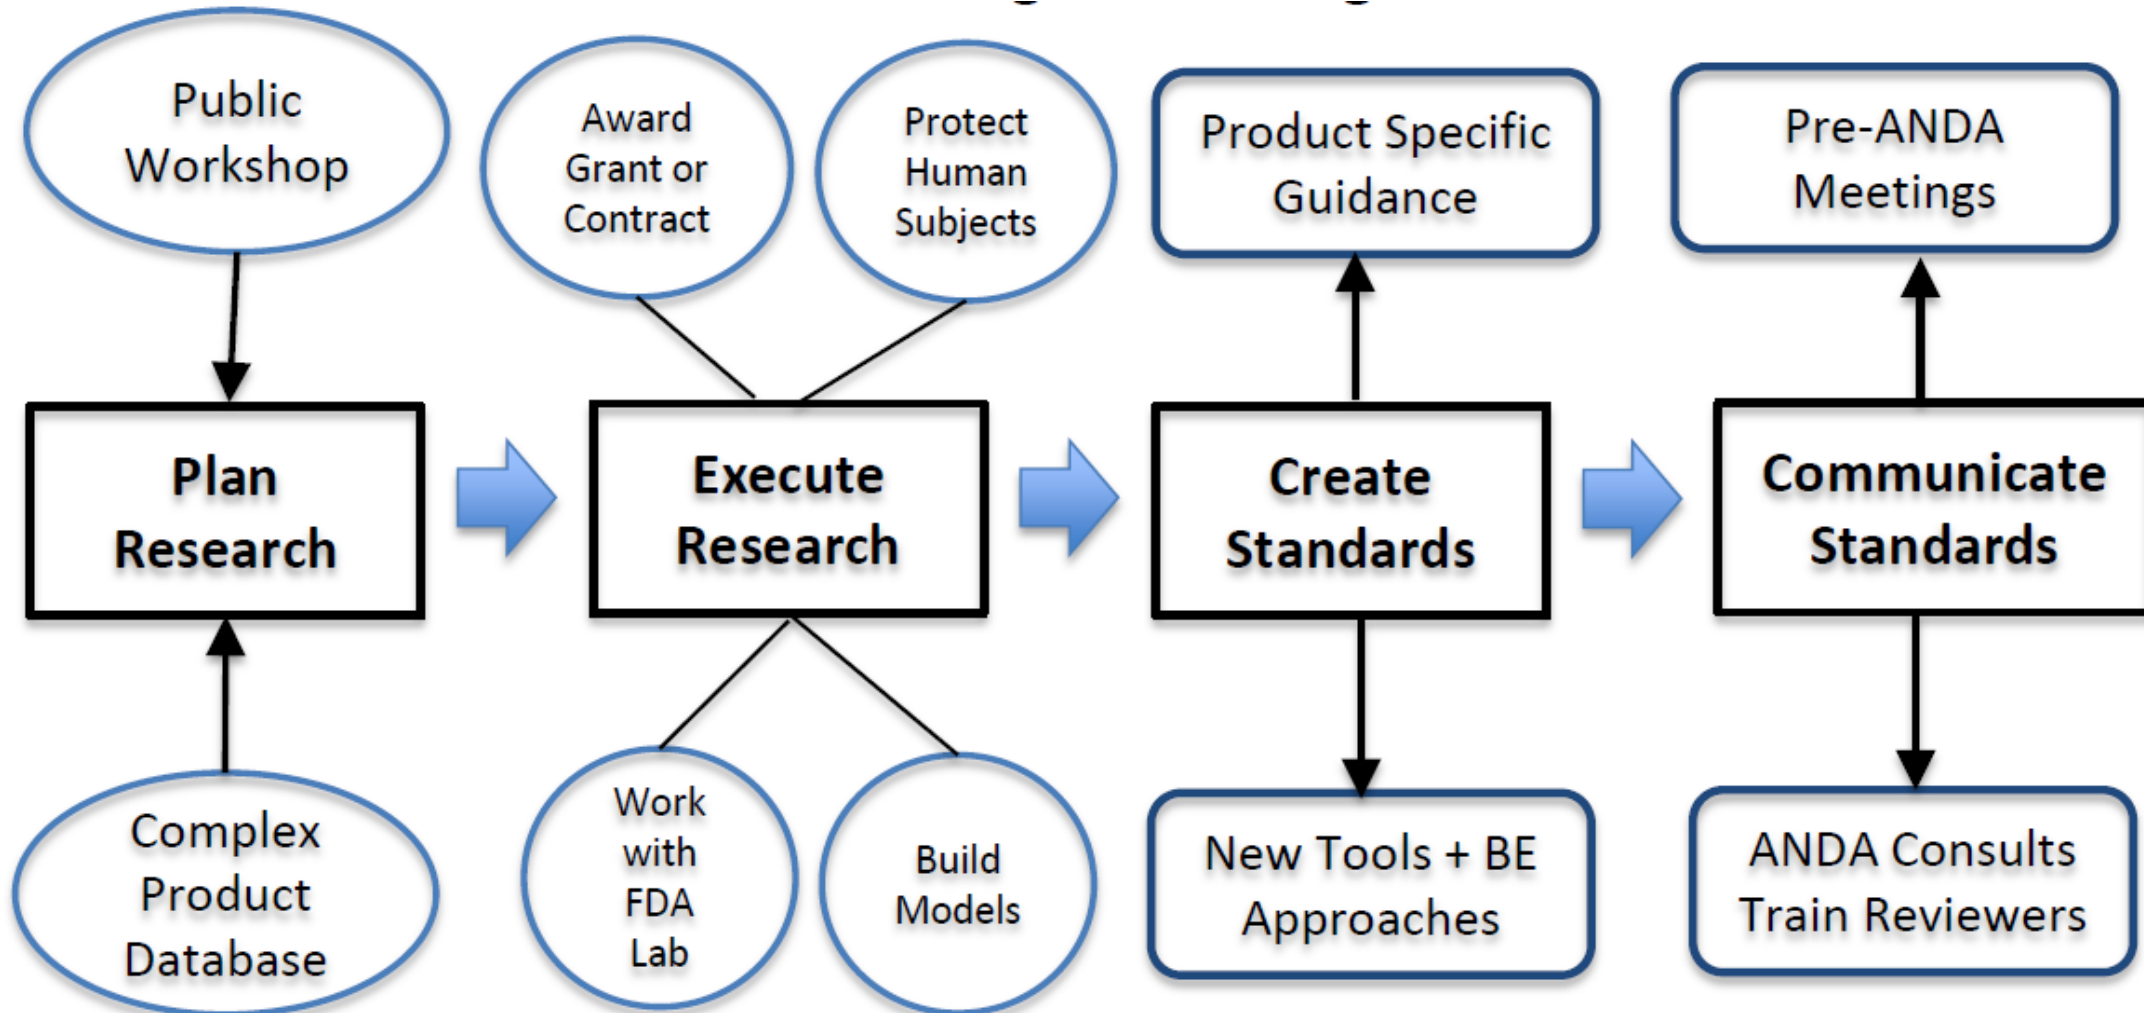 Public
Workshop
Award
Grant or
Contract
Protect
Human
Subjects
Product Specific
Guidance
Pre-ANDA
Meetings
Plan
Research
Execute
Research
Create
Standards
Communicate
Standards
Complex
Product
Database
Work
with
FDA
Lab
Build
Models
New Tools + BE
Approaches
ANDA Consults
Train Reviewers